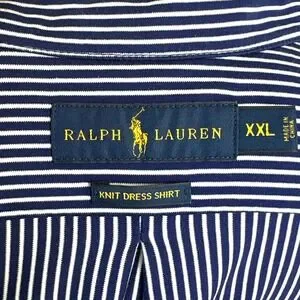 RALPH LAUREN
XXL
MADE IN
CHINA
KNIT DRESS SHIRT